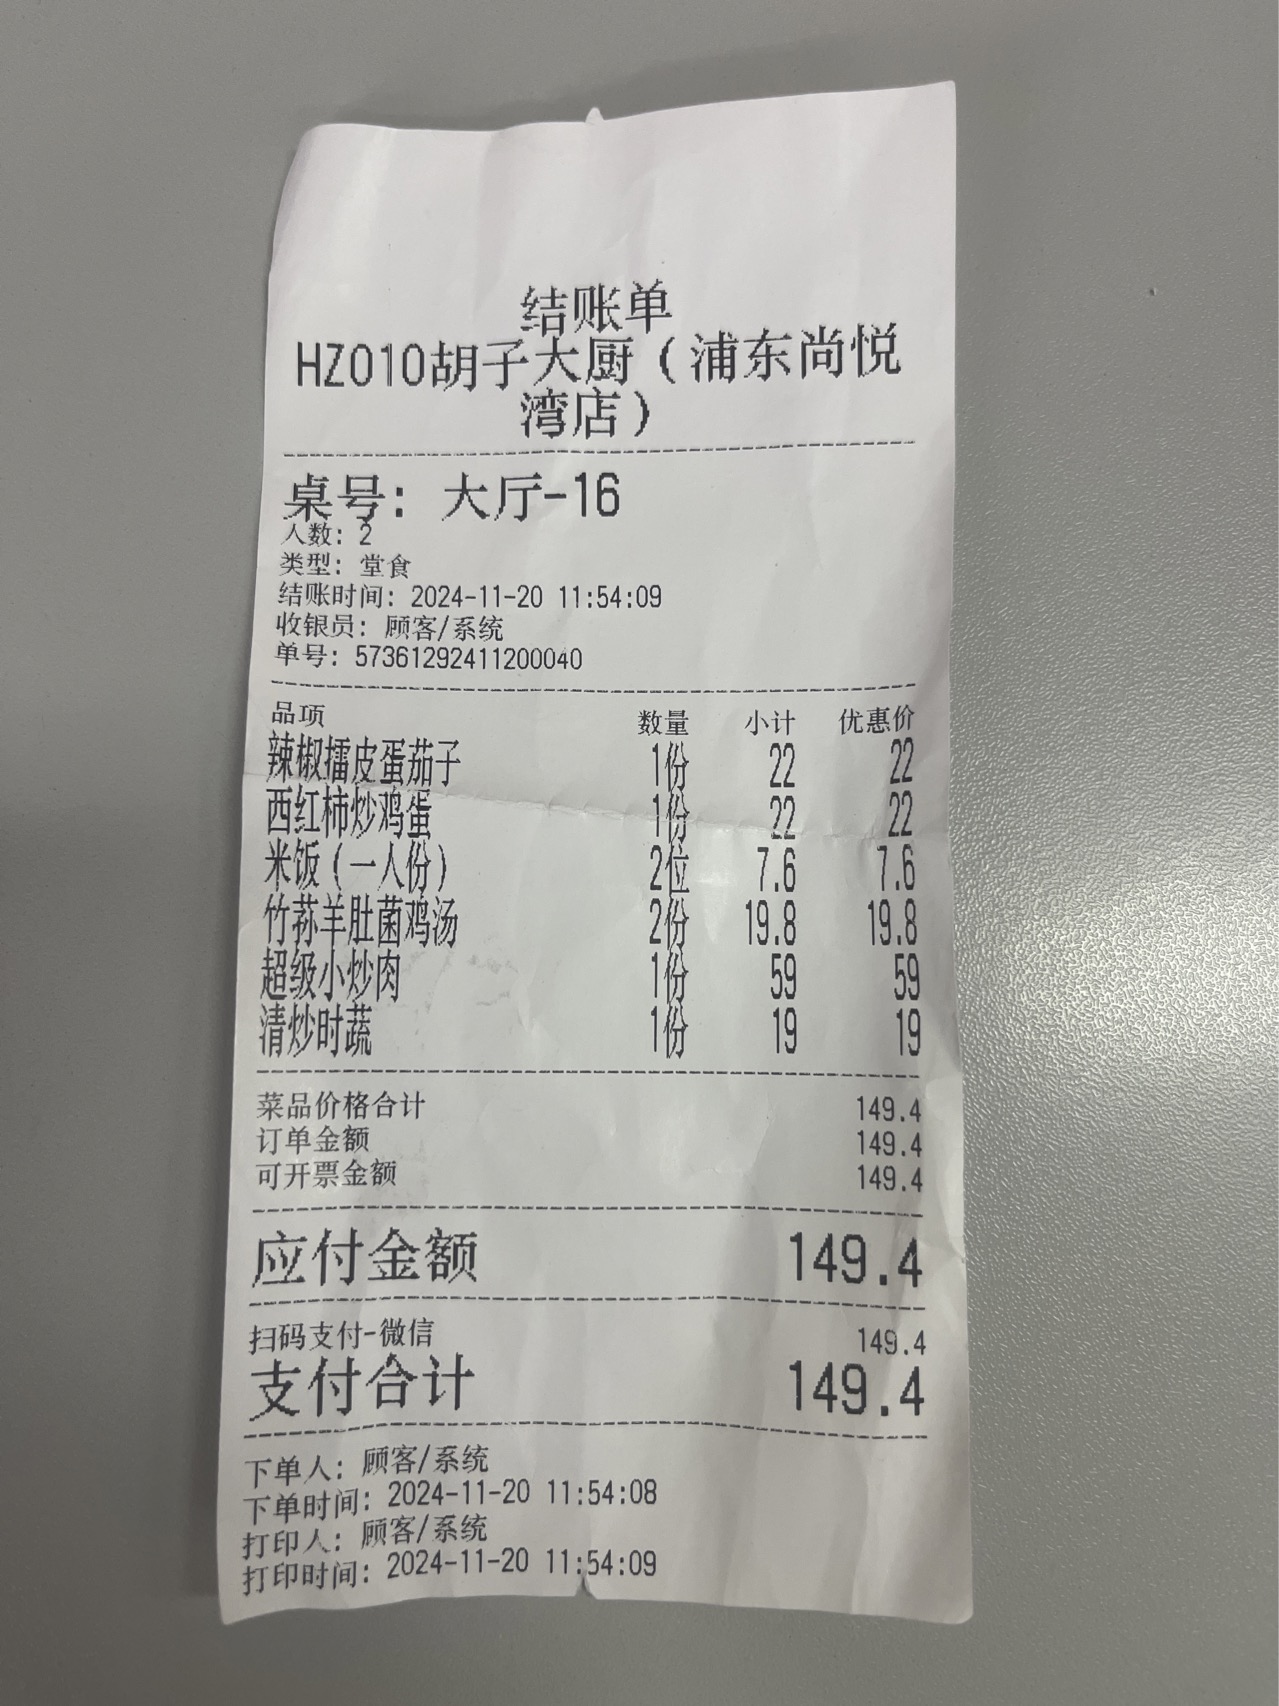 结账单
HZ010胡子大厨（浦东尚悦
湾店）
桌号：大厅-16
人数：2
类型：堂食
结账时间：2024-11-20 11:54:09
收银员：顾客/系统
单号：57361292411200040
品项 数量 小计 优惠价
辣椒擂皮蛋茄子 1份 22 22
西红柿炒鸡蛋 1份 22 22
米饭（一人份） 2位 7.6 7.6
竹荪羊肚菌鸡汤 2份 19.8 19.8
超级小炒肉 1份 59 59
清炒时蔬 1份 19 19
菜品价格合计 149.4
订单金额 149.4
可开票金额 149.4
应付金额 149.4
扫码支付-微信 149.4
支付合计 149.4
下单人：顾客/系统
下单时间：2024-11-20 11:54:08
打印人：顾客/系统
打印时间：2024-11-20 11:54:09